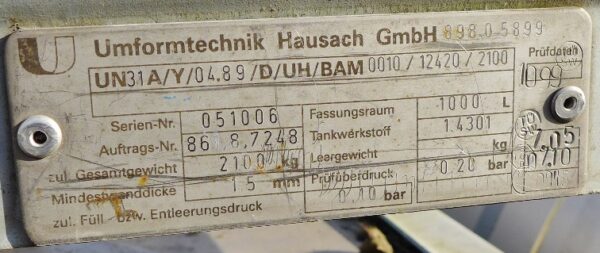 Umformtechnik Hausach GmbH 898.0-5899
UN31A/Y/04.89/D/UH/BAM 0010/12420/2100 Prüfdaten
10.99
Serien-Nr. 051006 Fassungsraum 1000 L
Auftrags-Nr. 86 8.7248 Tankwerkstoff 1.4301
zul. Gesamtgewicht 2100 kg Leergewicht kg
Mindestwanddicke 1.5 mm Prüfüberdruck 0,20 bar
zul. Füll- bzw. Entleerungsdruck bar
07.10